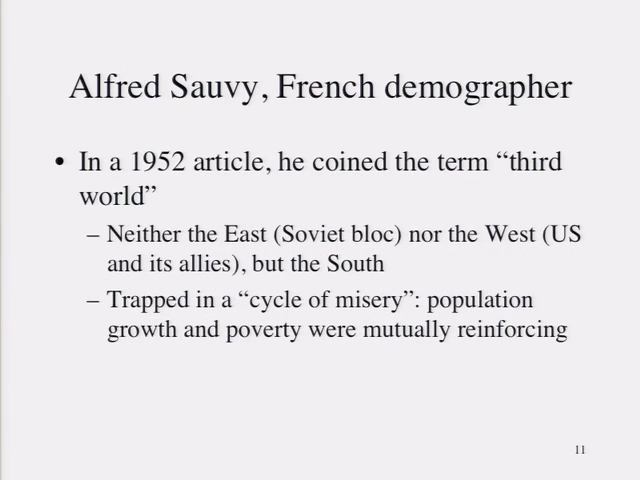 Alfred Sauvy, French demographer
• In a 1952 article, he coined the term “third
world”
– Neither the East (Soviet bloc) nor the West (US
and its allies), but the South
– Trapped in a “cycle of misery”: population
growth and poverty were mutually reinforcing
11